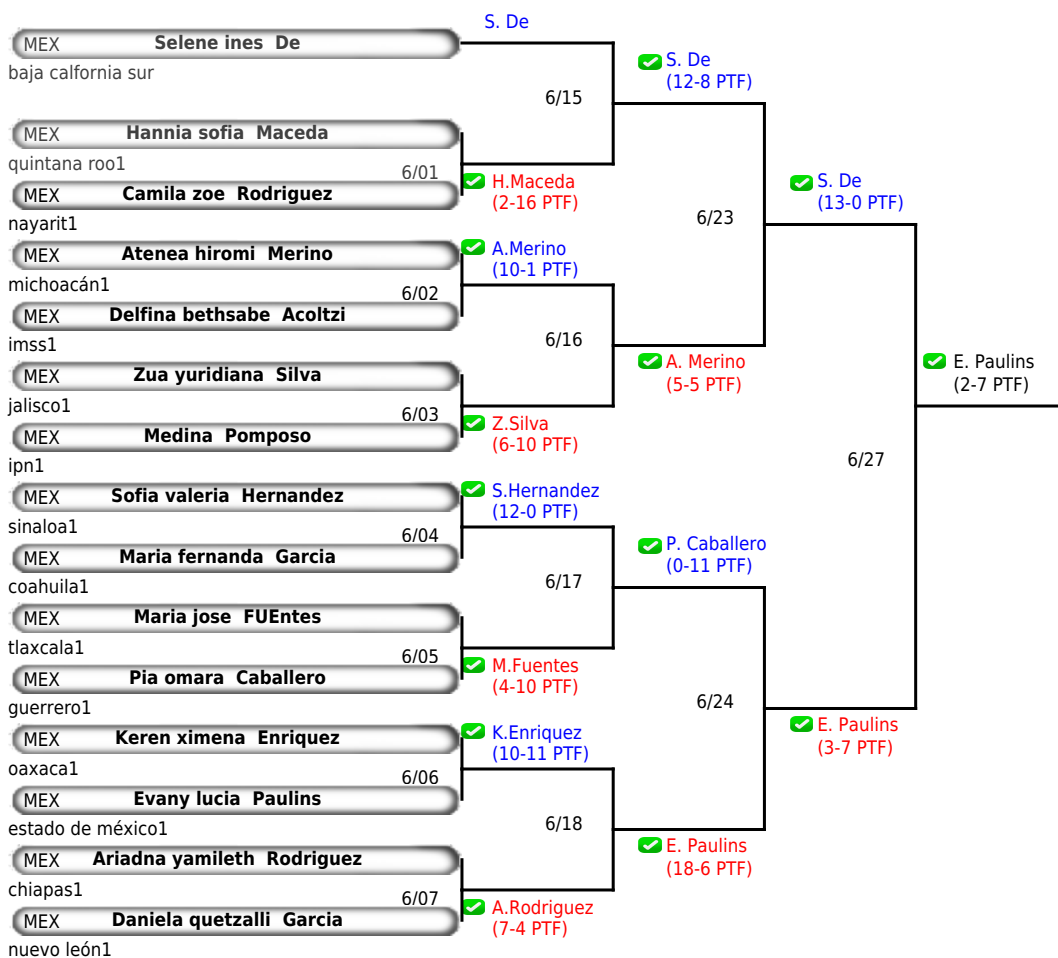 S. De
MEX Selene ines De
baja calfornia sur
S. De
(12-8 PTF)
6/15
MEX Hannia sofia Maceda
quintana roo1
6/01
H.Maceda
(2-16 PTF)
MEX Camila zoe Rodriguez
nayarit1
S. De
(13-0 PTF)
6/23
MEX Atenea hiromi Merino
michoacán1
A.Merino
(10-1 PTF)
6/02
MEX Delfina bethsabe Acoltzi
imss1
6/16
A. Merino
(5-5 PTF)
MEX Zua yuridiana Silva
jalisco1
6/03
Z.Silva
(6-10 PTF)
MEX Medina Pomposo
ipn1
E. Paulins
(2-7 PTF)
6/27
MEX Sofia valeria Hernandez
sinaloa1
S.Hernandez
(12-0 PTF)
6/04
MEX Maria fernanda Garcia
coahuila1
P. Caballero
(0-11 PTF)
6/17
MEX Maria jose FUEntes
tlaxcala1
6/05
M.Fuentes
(4-10 PTF)
MEX Pia omara Caballero
guerrero1
6/24
E. Paulins
(3-7 PTF)
MEX Keren ximena Enriquez
oaxaca1
K.Enriquez
(10-11 PTF)
6/06
MEX Evany lucia Paulins
estado de méxico1
6/18
E. Paulins
(18-6 PTF)
MEX Ariadna yamileth Rodriguez
chiapas1
6/07
A.Rodriguez
(7-4 PTF)
MEX Daniela quetzalli Garcia
nuevo león1